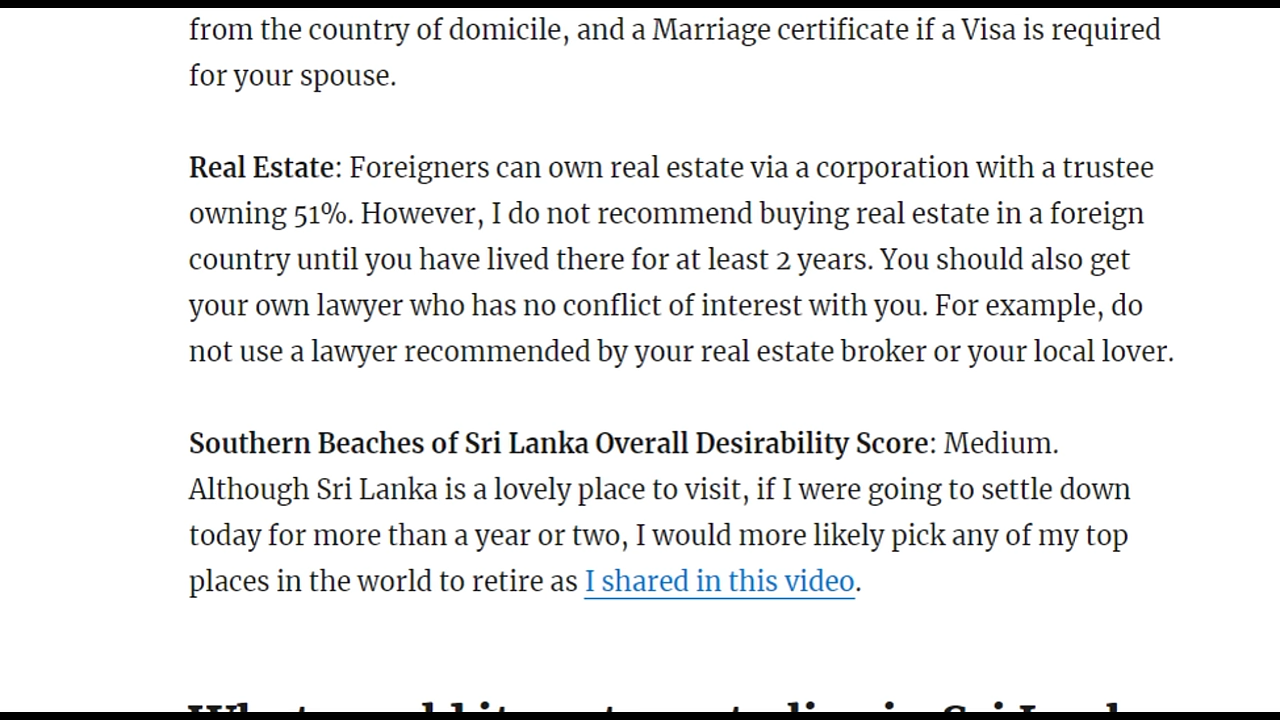 from the country of domicile, and a Marriage certificate if a Visa is required
for your spouse.
Real Estate: Foreigners can own real estate via a corporation with a trustee
owning 51%. However, I do not recommend buying real estate in a foreign
country until you have lived there for at least 2 years. You should also get
your own lawyer who has no conflict of interest with you. For example, do
not use a lawyer recommended by your real estate broker or your local lover.
Southern Beaches of Sri Lanka Overall Desirability Score: Medium.
Although Sri Lanka is a lovely place to visit, if I were going to settle down
today for more than a year or two, I would more likely pick any of my top
places in the world to retire as I shared in this video.